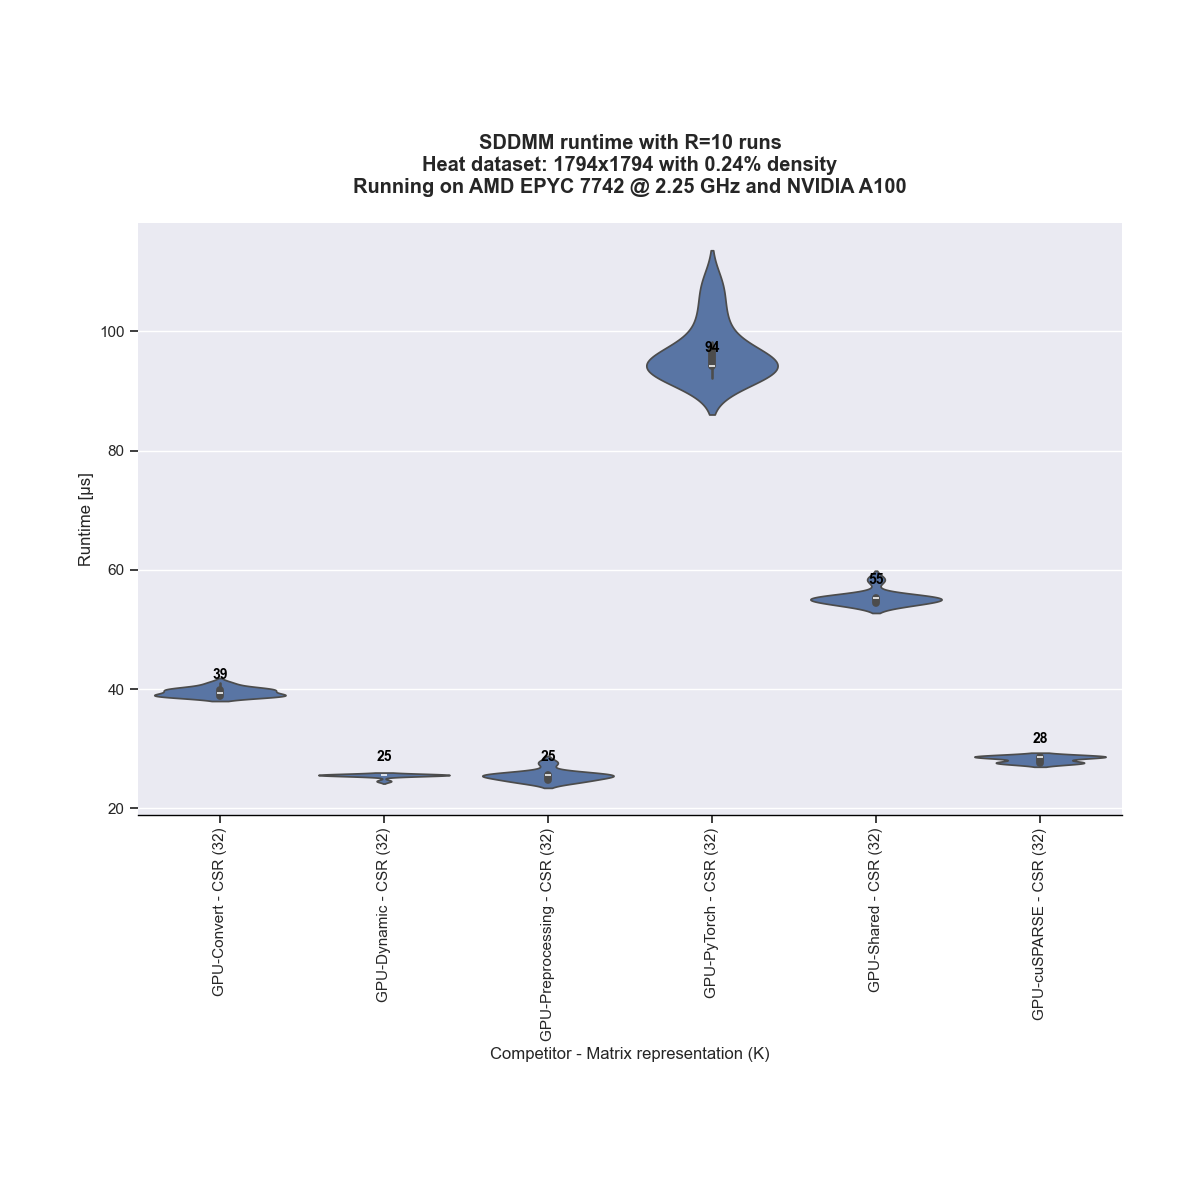 SDDMM runtime with R=10 runs
Heat dataset: 1794x1794 with 0.24% density
Running on AMD EPYC 7742 @ 2.25 GHz and NVIDIA A100
Runtime [µs]
100
80
60
40
20
39
25
25
94
55
28
GPU-Convert - CSR (32)
GPU-Dynamic - CSR (32)
GPU-Preprocessing - CSR (32)
GPU-PyTorch - CSR (32)
GPU-Shared - CSR (32)
GPU-cuSPARSE - CSR (32)
Competitor - Matrix representation (K)